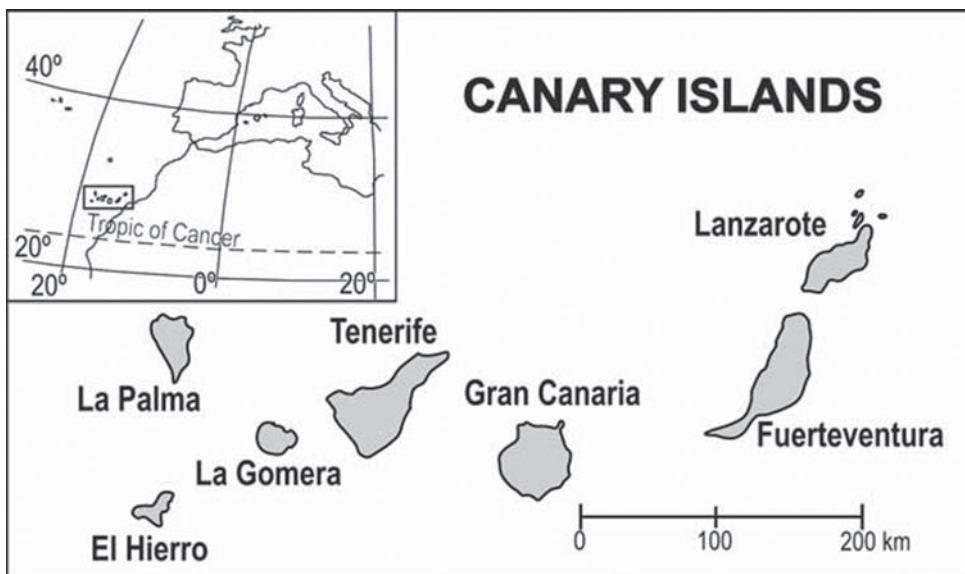 CANARY ISLANDS
40º
Tropic of Cancer
20º
20º
0º
20º
Lanzarote
Tenerife
La Palma
Gran Canaria
Fuerteventura
La Gomera
El Hierro
0 100 200 km